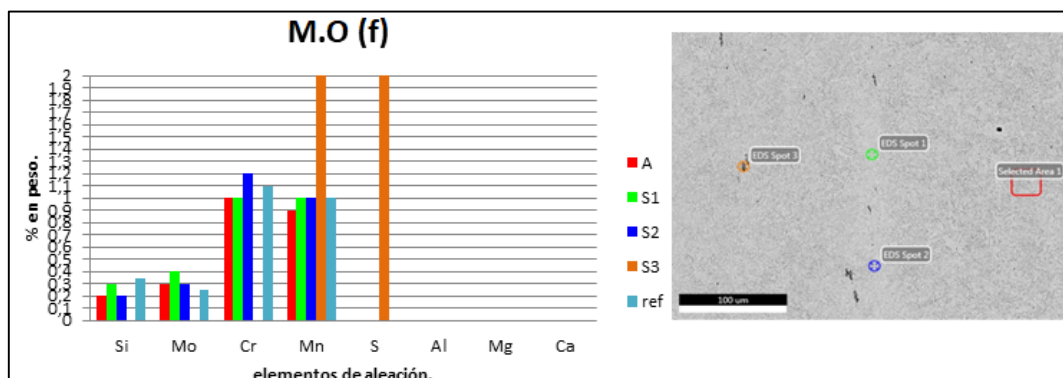 M.O (f)
% en peso.
2
1,9
1,8
1,7
1,6
1,5
1,4
1,3
1,2
1,1
1
0,9
0,8
0,7
0,6
0,5
0,4
0,3
0,2
0,1
0
Si Mo Cr Mn S Al Mg Ca
elementos de aleación.
A
S1
S2
S3
ref
EDS Spot 1
EDS Spot 3
Selected Area 1
EDS Spot 2
100 um